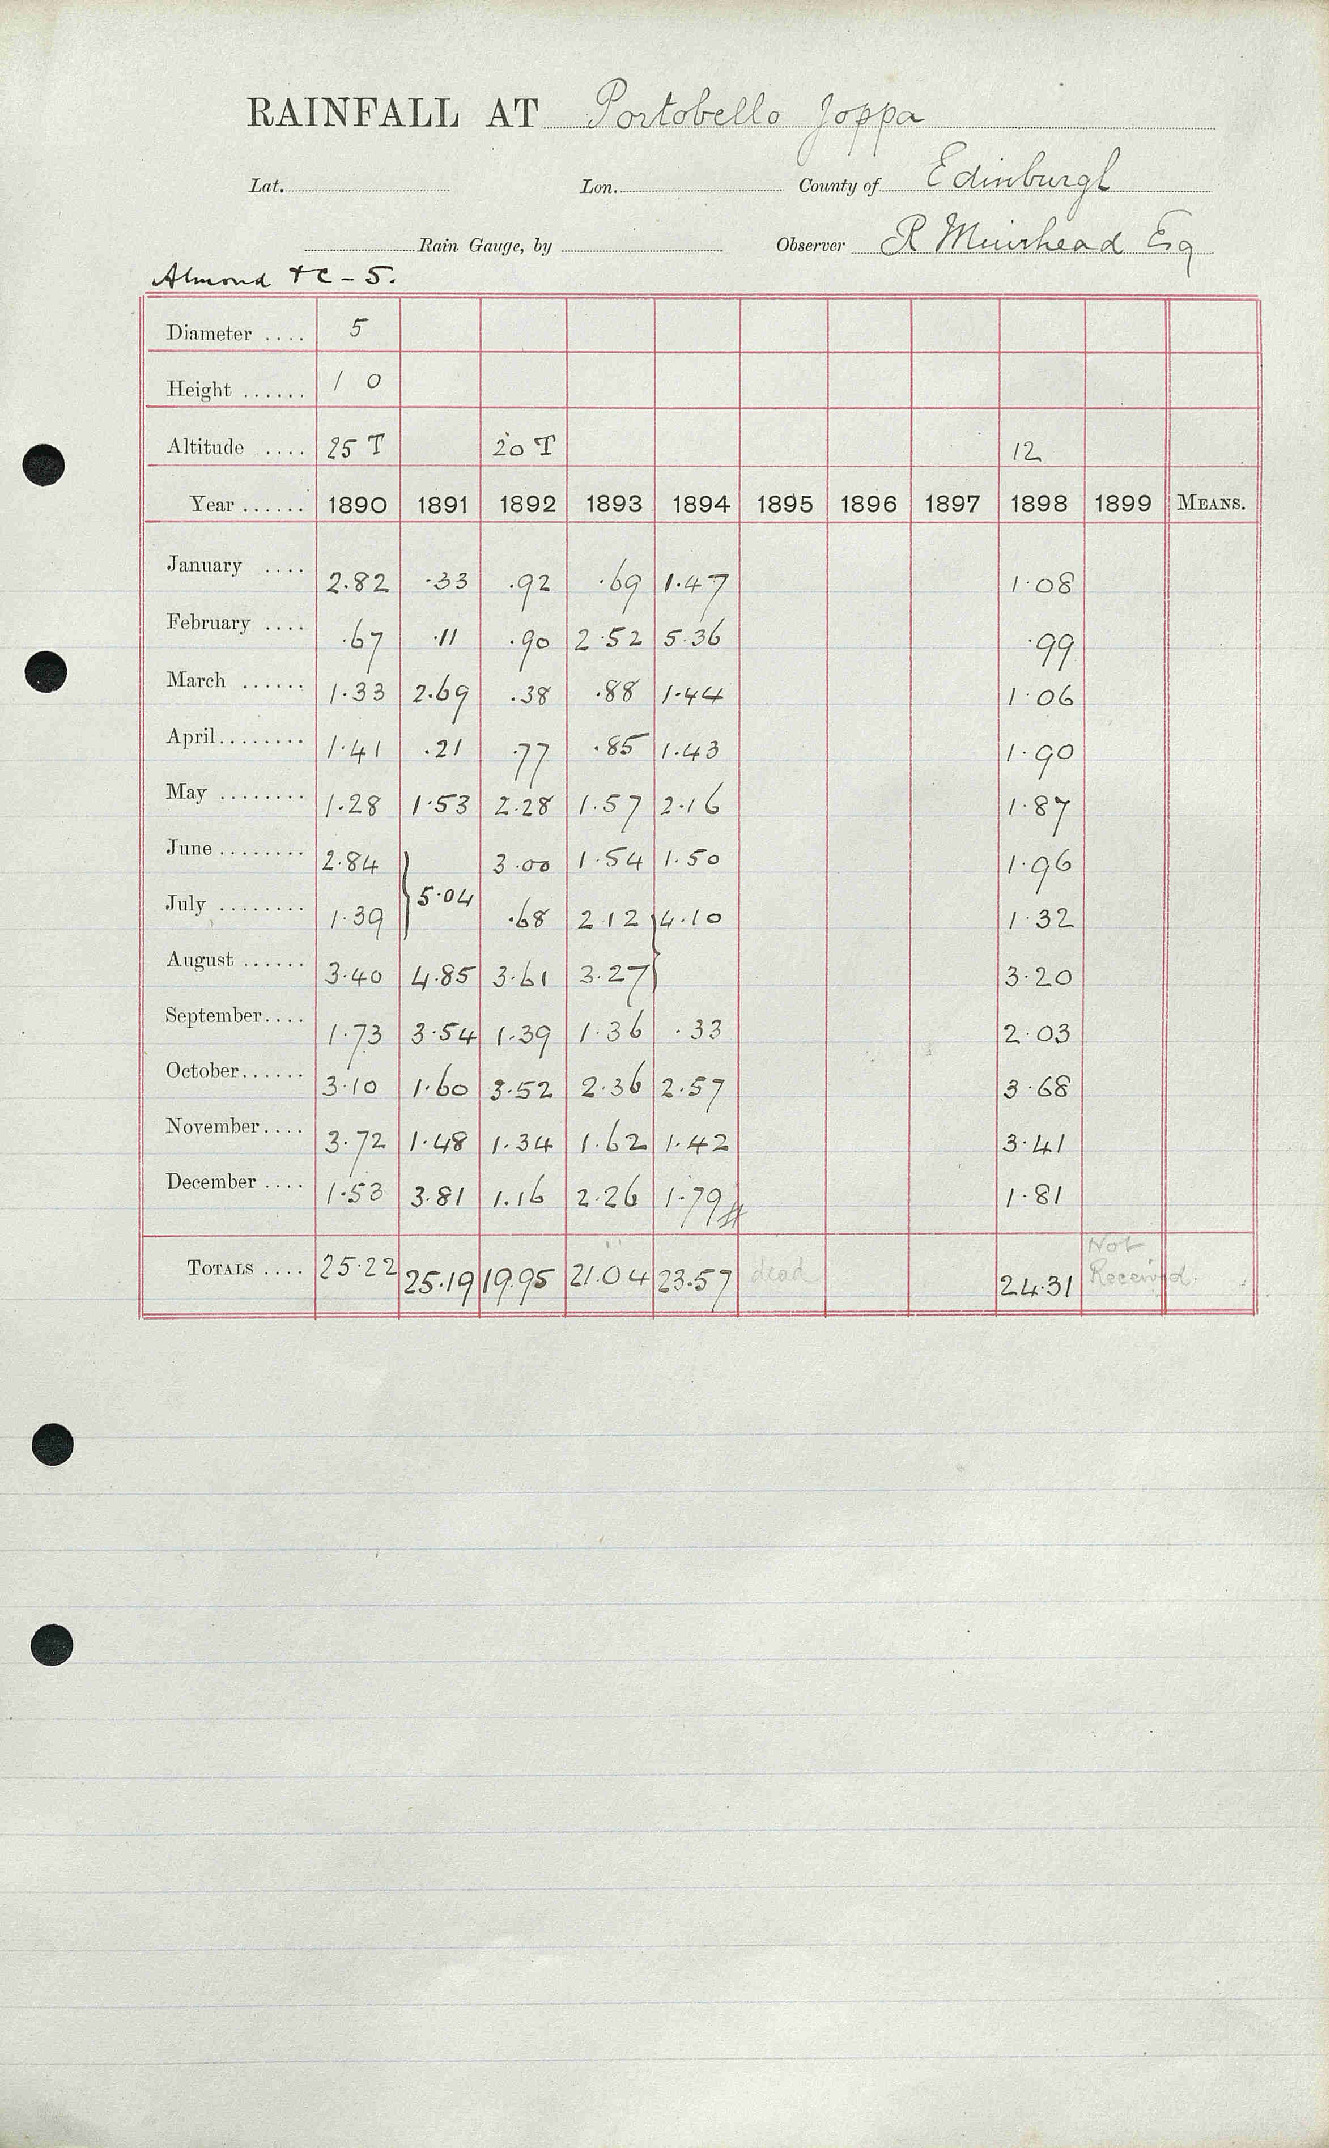 RAINFALL AT Portobello Joppa
Lat. Lon. County of Edinburgh
Rain Gauge, by Observer R Muirhead Esq
Almond &c - 5.
Diameter .... 5
Height ...... 1 0
Altitude .... 25 T 20 T 12
Year ...... 1890 1891 1892 1893 1894 1895 1896 1897 1898 1899 MEANS.
January .... 2.82 .33 .92 .69 1.47 1.08
February .... .67 .11 .90 2.52 5.36 .99
March ...... 1.33 2.69 .38 .88 1.44 1.06
April........ 1.41 .21 .77 .85 1.43 1.90
May ........ 1.28 1.53 2.28 1.57 2.16 1.87
June ........ 2.84 } 3.00 1.54 1.50 1.96
July ........ 1.39 5.04 .68 2.12 } 4.10 1.32
August ...... 3.40 4.85 3.61 3.27 3.20
September.... 1.73 3.54 1.39 1.36 .33 2.03
October...... 3.10 1.60 3.52 2.36 2.57 3.68
November.... 3.72 1.48 1.34 1.62 1.42 3.41
December .... 1.53 3.81 1.16 2.26 1.79 # 1.81
TOTALS .... 25.22 25.19 19.95 21.04 23.57 dead 24.31 Not Received